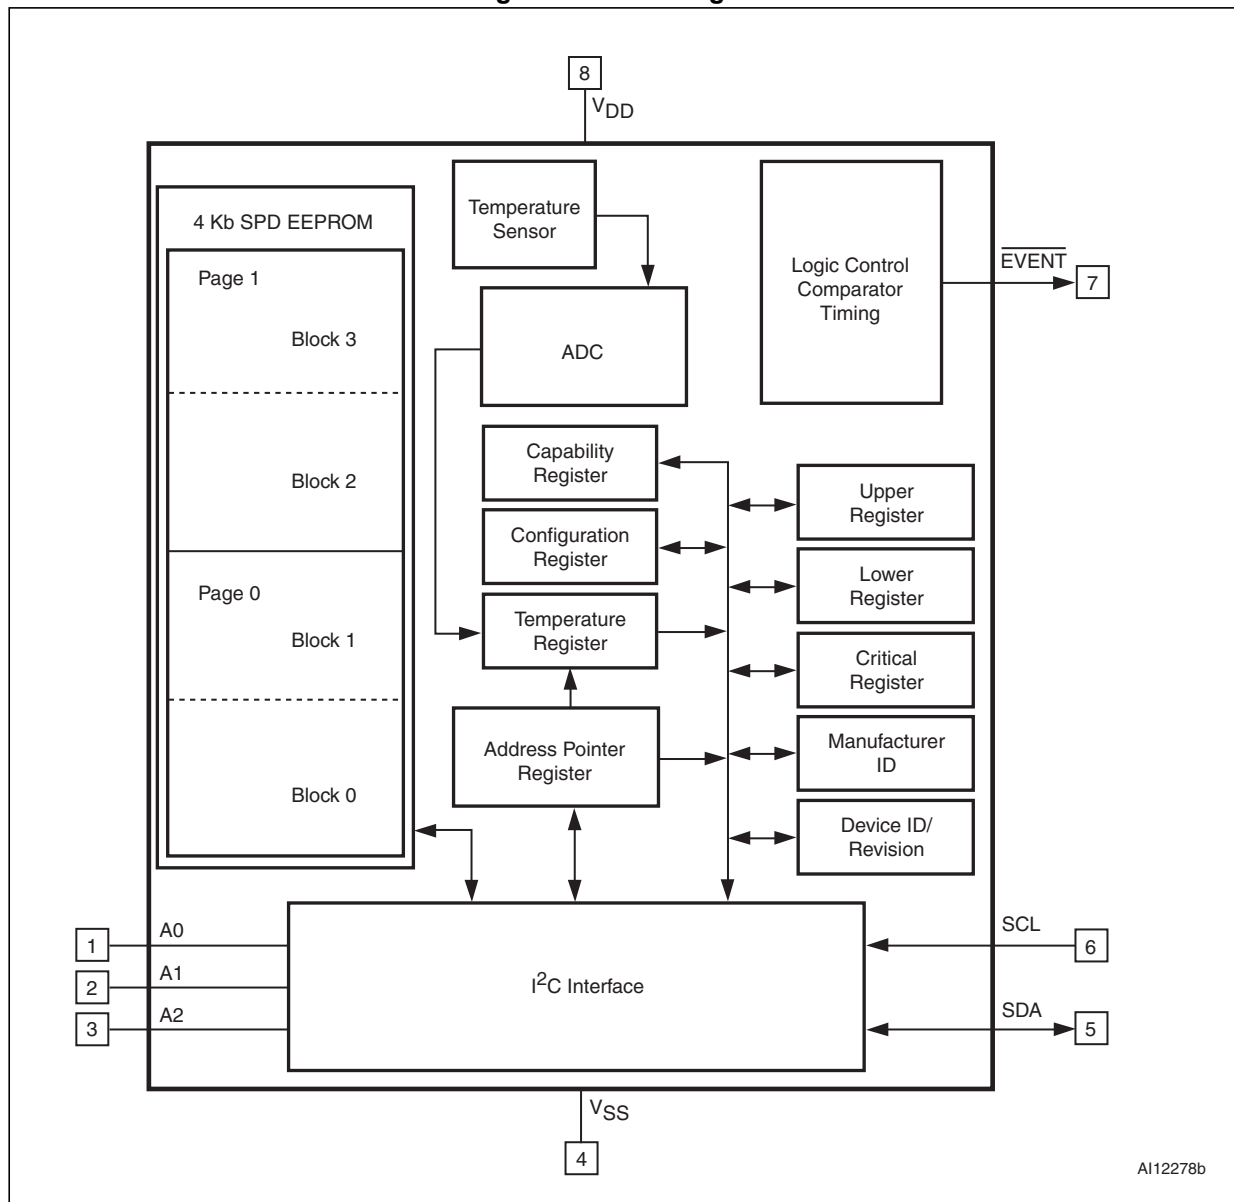 8
VDD
4 Kb SPD EEPROM
Page 1
Block 3
Block 2
Page 0
Block 1
Block 0
Temperature
Sensor
ADC
Logic Control
Comparator
Timing
EVENT
7
Capability
Register
Configuration
Register
Temperature
Register
Address Pointer
Register
Upper
Register
Lower
Register
Critical
Register
Manufacturer
ID
Device ID/
Revision
1
A0
2
A1
3
A2
I2C Interface
SCL
6
SDA
5
VSS
4
AI12278b